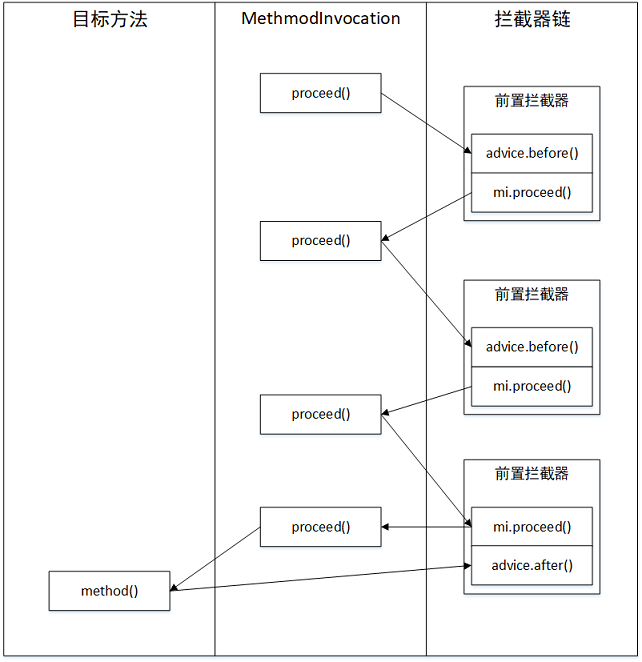 目标方法
MethmodInvocation
拦截器链
proceed()
前置拦截器
advice.before()
mi.proceed()
proceed()
前置拦截器
advice.before()
mi.proceed()
proceed()
前置拦截器
mi.proceed()
proceed()
advice.after()
method()